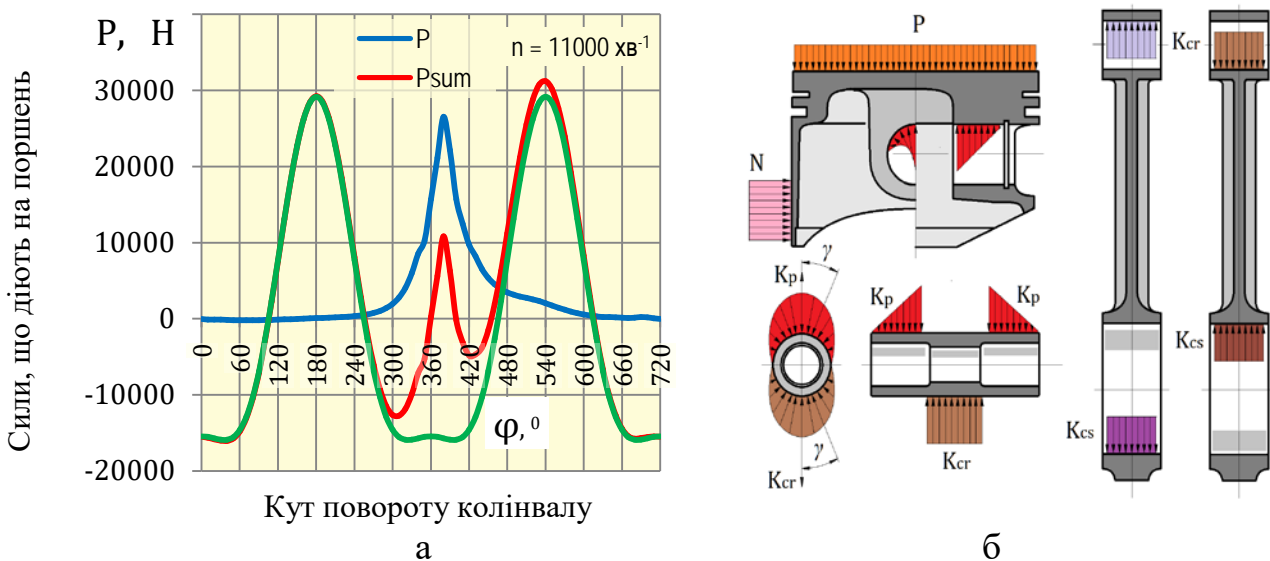 P, Н
P
n = 11000 хв-1
Psum
30000
20000
10000
0
-10000
-20000
0 60 120 180 240 300 360 420 480 540 600 660 720
φ, 0
Сили, що діють на поршень
Кут повороту колінвалу
а
P
N
γ
Kp
Kp
Kp
γ
Kcr
Kcr
Kcr
Kcs
Kcs
б